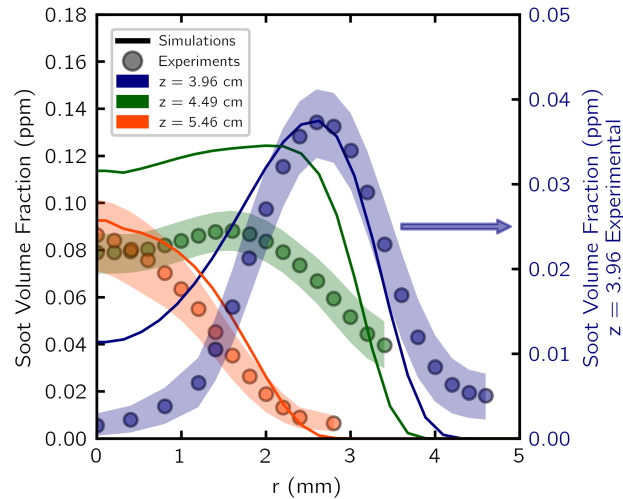 0.18
0.16
0.14
0.12
0.10
0.08
0.06
0.04
0.02
0.00
Soot Volume Fraction (ppm)
Simulations
Experiments
z = 3.96 cm
z = 4.49 cm
z = 5.46 cm
0
1
2
3
4
5
r (mm)
0.05
0.04
0.03
0.02
0.01
0.00
Soot Volume Fraction (ppm)
z = 3.96 Experimental